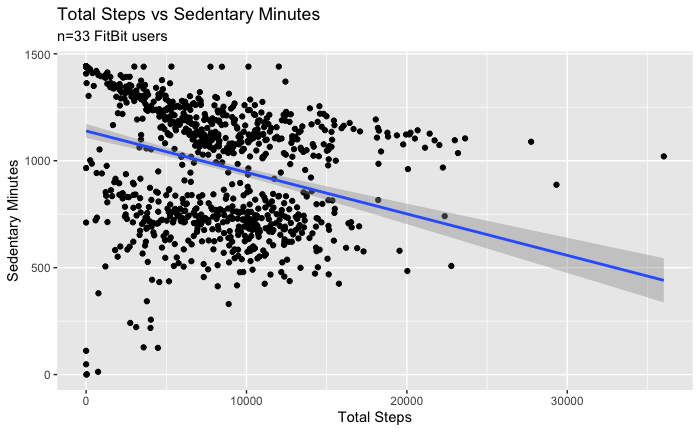 Total Steps vs Sedentary Minutes
n=33 FitBit users
1500
1000
500
0
Sedentary Minutes
0 10000 20000 30000
Total Steps